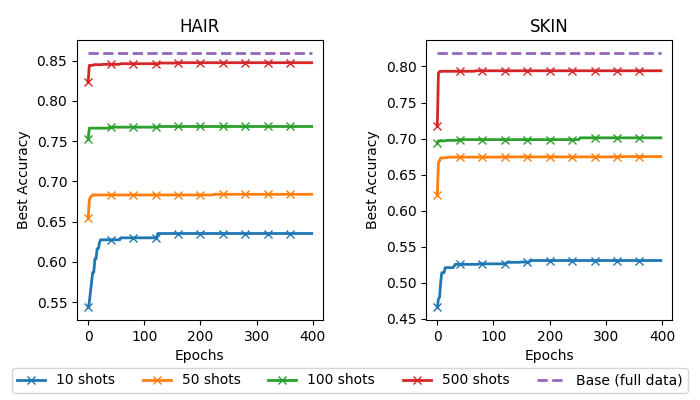 HAIR
SKIN
Best Accuracy
0.85
0.80
0.75
0.70
0.65
0.60
0.55
0 100 200 300 400
Epochs
Best Accuracy
0.80
0.75
0.70
0.65
0.60
0.55
0.50
0.45
0 100 200 300 400
Epochs
10 shots 50 shots 100 shots 500 shots Base (full data)